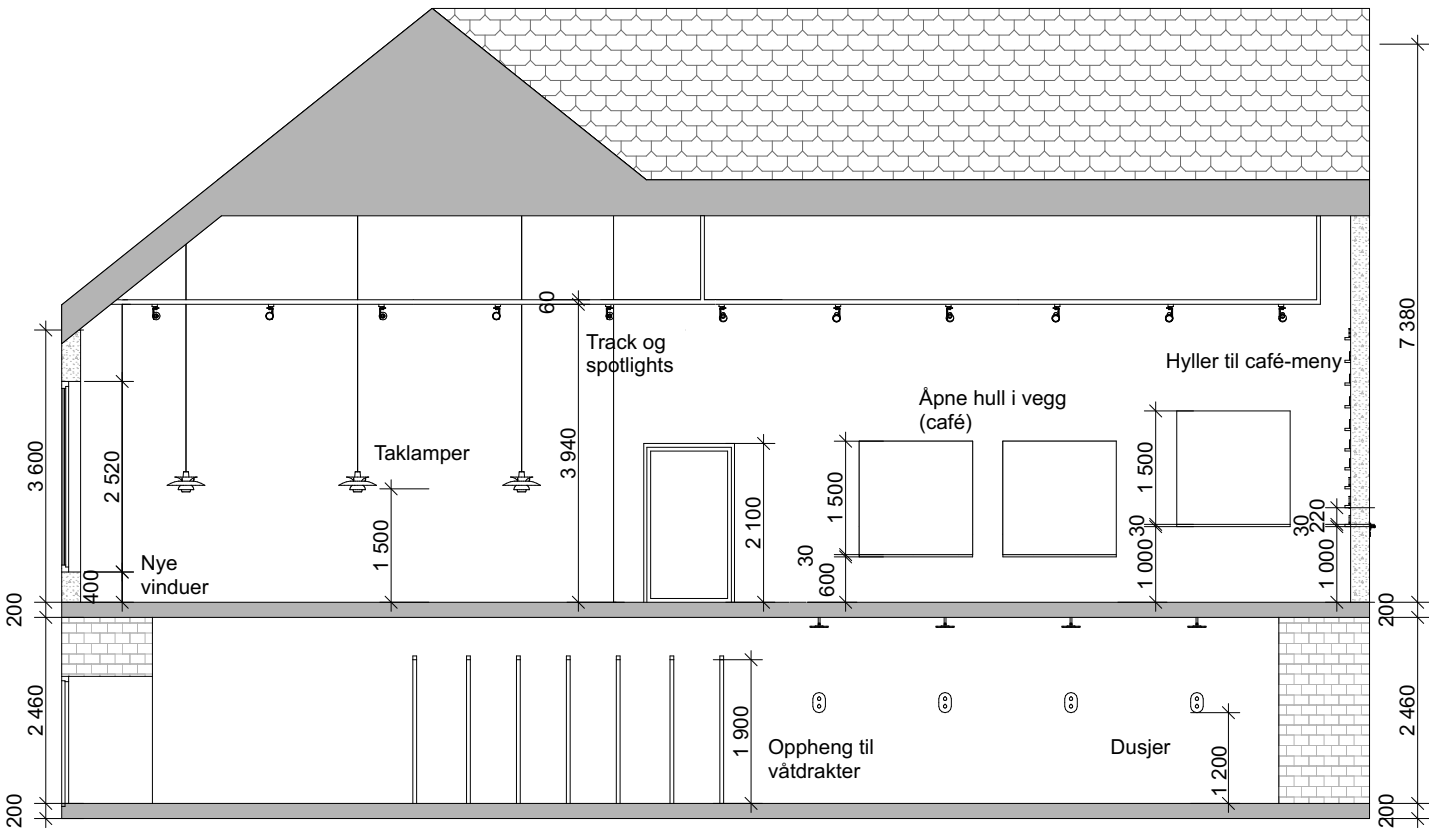 7 380
60
Track og
spotlights
Hyller til café-meny
Åpne hull i vegg
(café)
3 600
2 520
Taklamper
3 940
1 500
2 100
1 500
30
600
1 500
30
1 000
30
220
1 000
Nye
vinduer
400
200
200
2 460
1 900
Oppheng til
våtdrakter
Dusjer
1 200
2 460
200
200